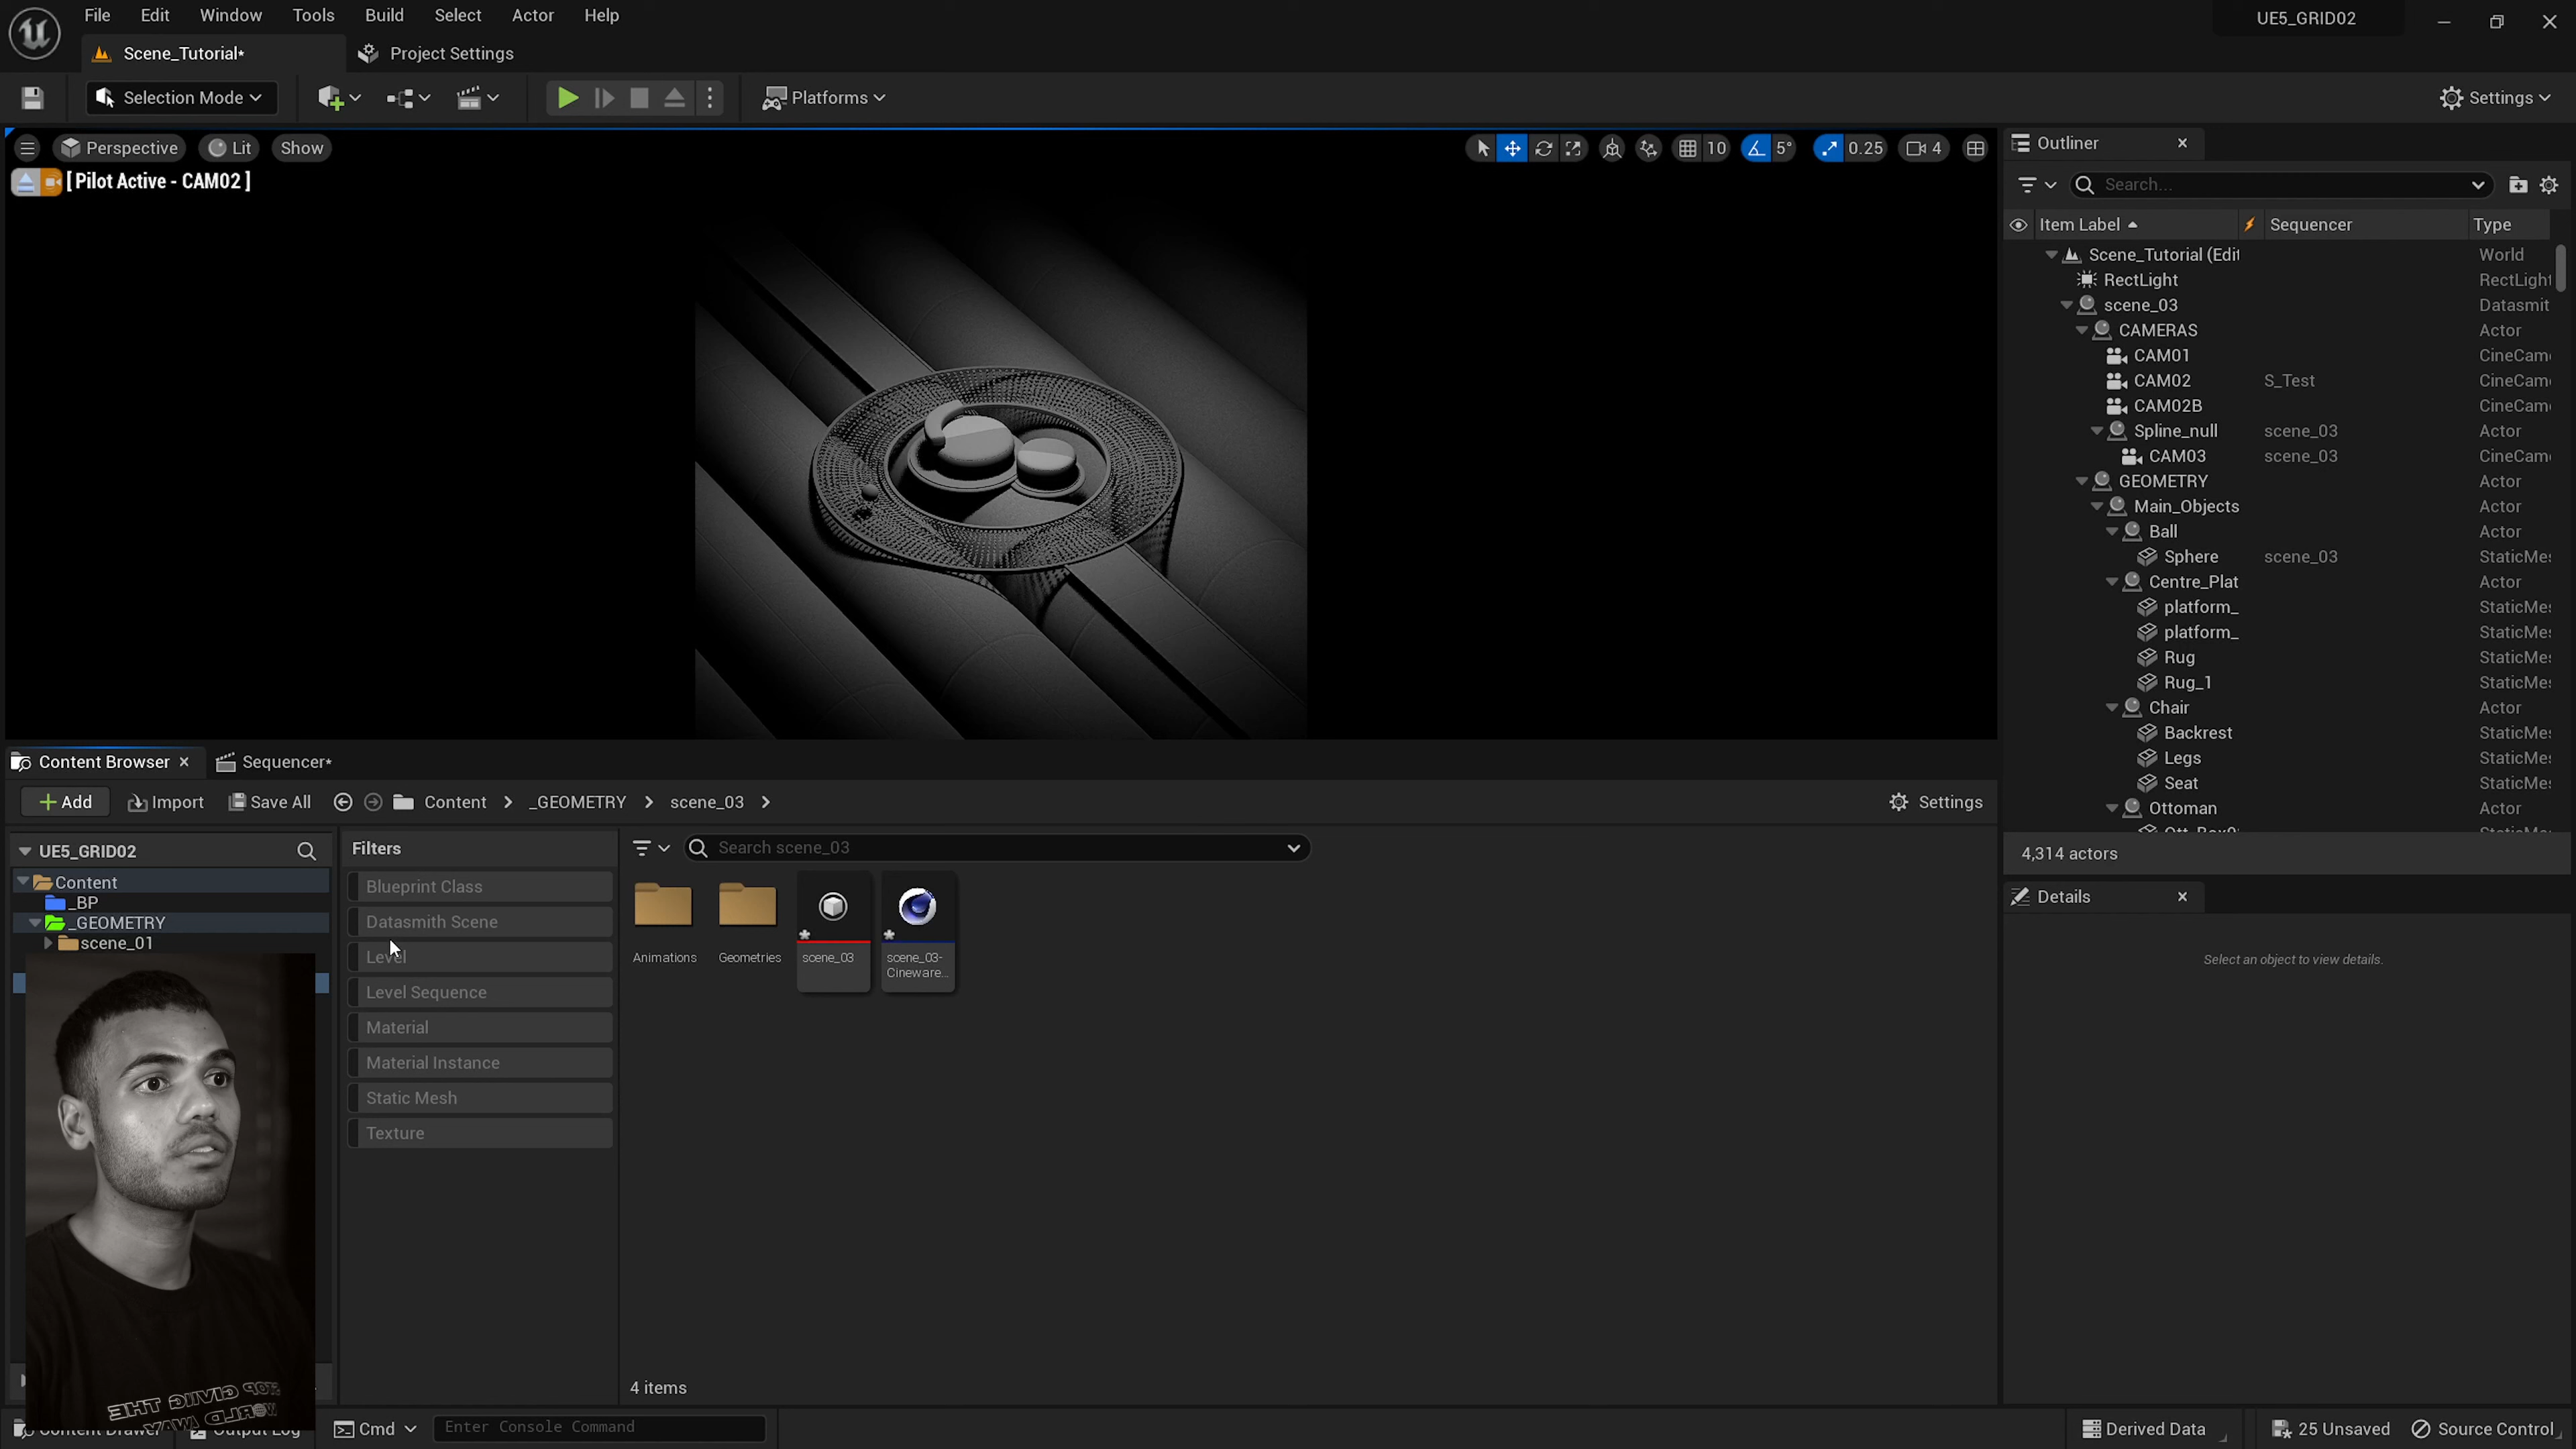 File Edit Window Tools Build Select Actor Help
UE5_GRID02
Scene_Tutorial*
Project Settings
Selection Mode
Platforms
Settings
Perspective
Lit
Show
10
5°
0.25
4
[ Pilot Active - CAM02 ]
Outliner
Search...
Item Label
Sequencer
Type
Scene_Tutorial (Edit
World
RectLight
RectLight
scene_03
Datasmit
CAMERAS
Actor
CAM01
CineCam
CAM02
S_Test
CineCam
CAM02B
CineCam
Spline_null
scene_03
Actor
CAM03
scene_03
CineCam
GEOMETRY
Actor
Main_Objects
Actor
Ball
Actor
Sphere
scene_03
StaticMe
Centre_Plat
Actor
platform_
StaticMe
platform_
StaticMe
Rug
StaticMe
Rug_1
StaticMe
Chair
Actor
Backrest
StaticMe
Legs
StaticMe
Seat
StaticMe
Ottoman
Actor
4,314 actors
Details
Select an object to view details.
Content Browser
Sequencer*
Add
Import
Save All
Content
_GEOMETRY
scene_03
Settings
UE5_GRID02
Content
_BP
_GEOMETRY
scene_01
Filters
Blueprint Class
Datasmith Scene
Level
Level Sequence
Material
Material Instance
Static Mesh
Texture
Search scene_03
Animations
Geometries
scene_03
scene_03-
Cineware...
4 items
Cmd
Enter Console Command
Derived Data
25 Unsaved
Source Control